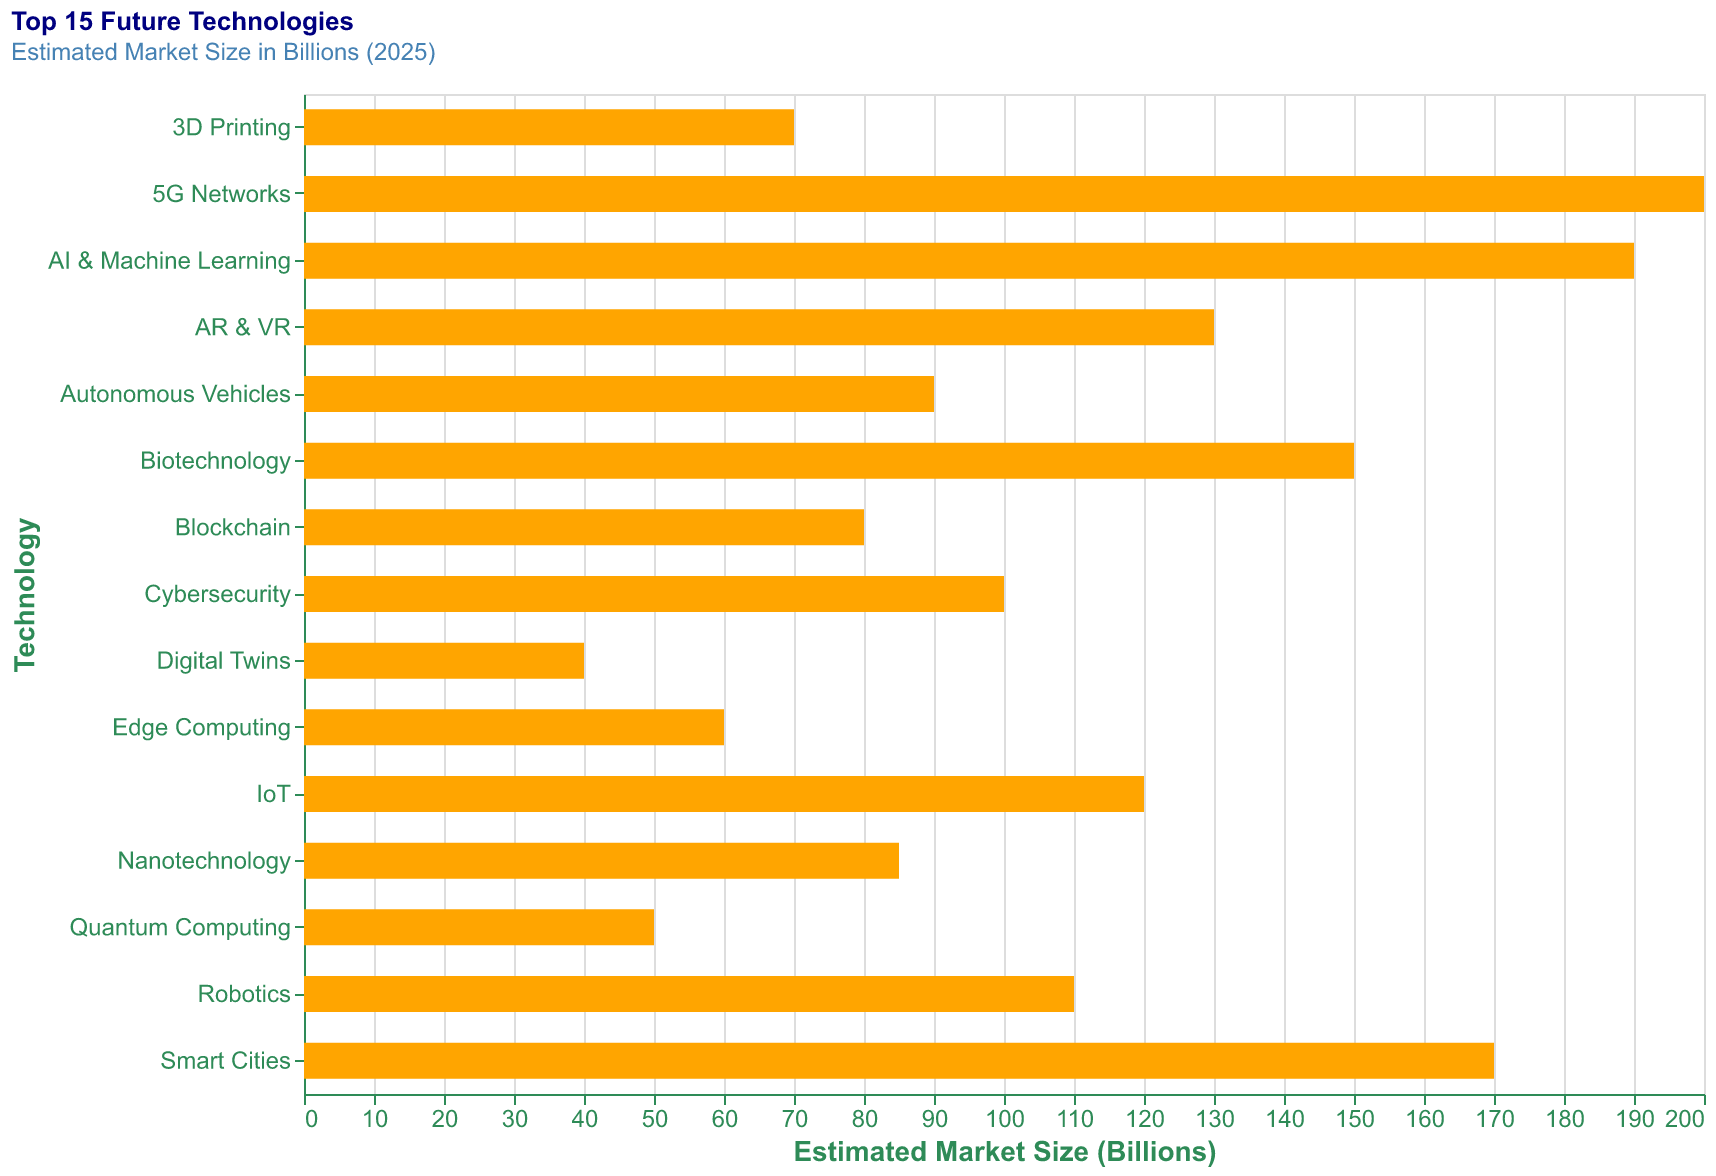 Top 15 Future Technologies
Estimated Market Size in Billions (2025)
Technology
3D Printing
5G Networks
AI & Machine Learning
AR & VR
Autonomous Vehicles
Biotechnology
Blockchain
Cybersecurity
Digital Twins
Edge Computing
IoT
Nanotechnology
Quantum Computing
Robotics
Smart Cities
0 10 20 30 40 50 60 70 80 90 100 110 120 130 140 150 160 170 180 190 200
Estimated Market Size (Billions)